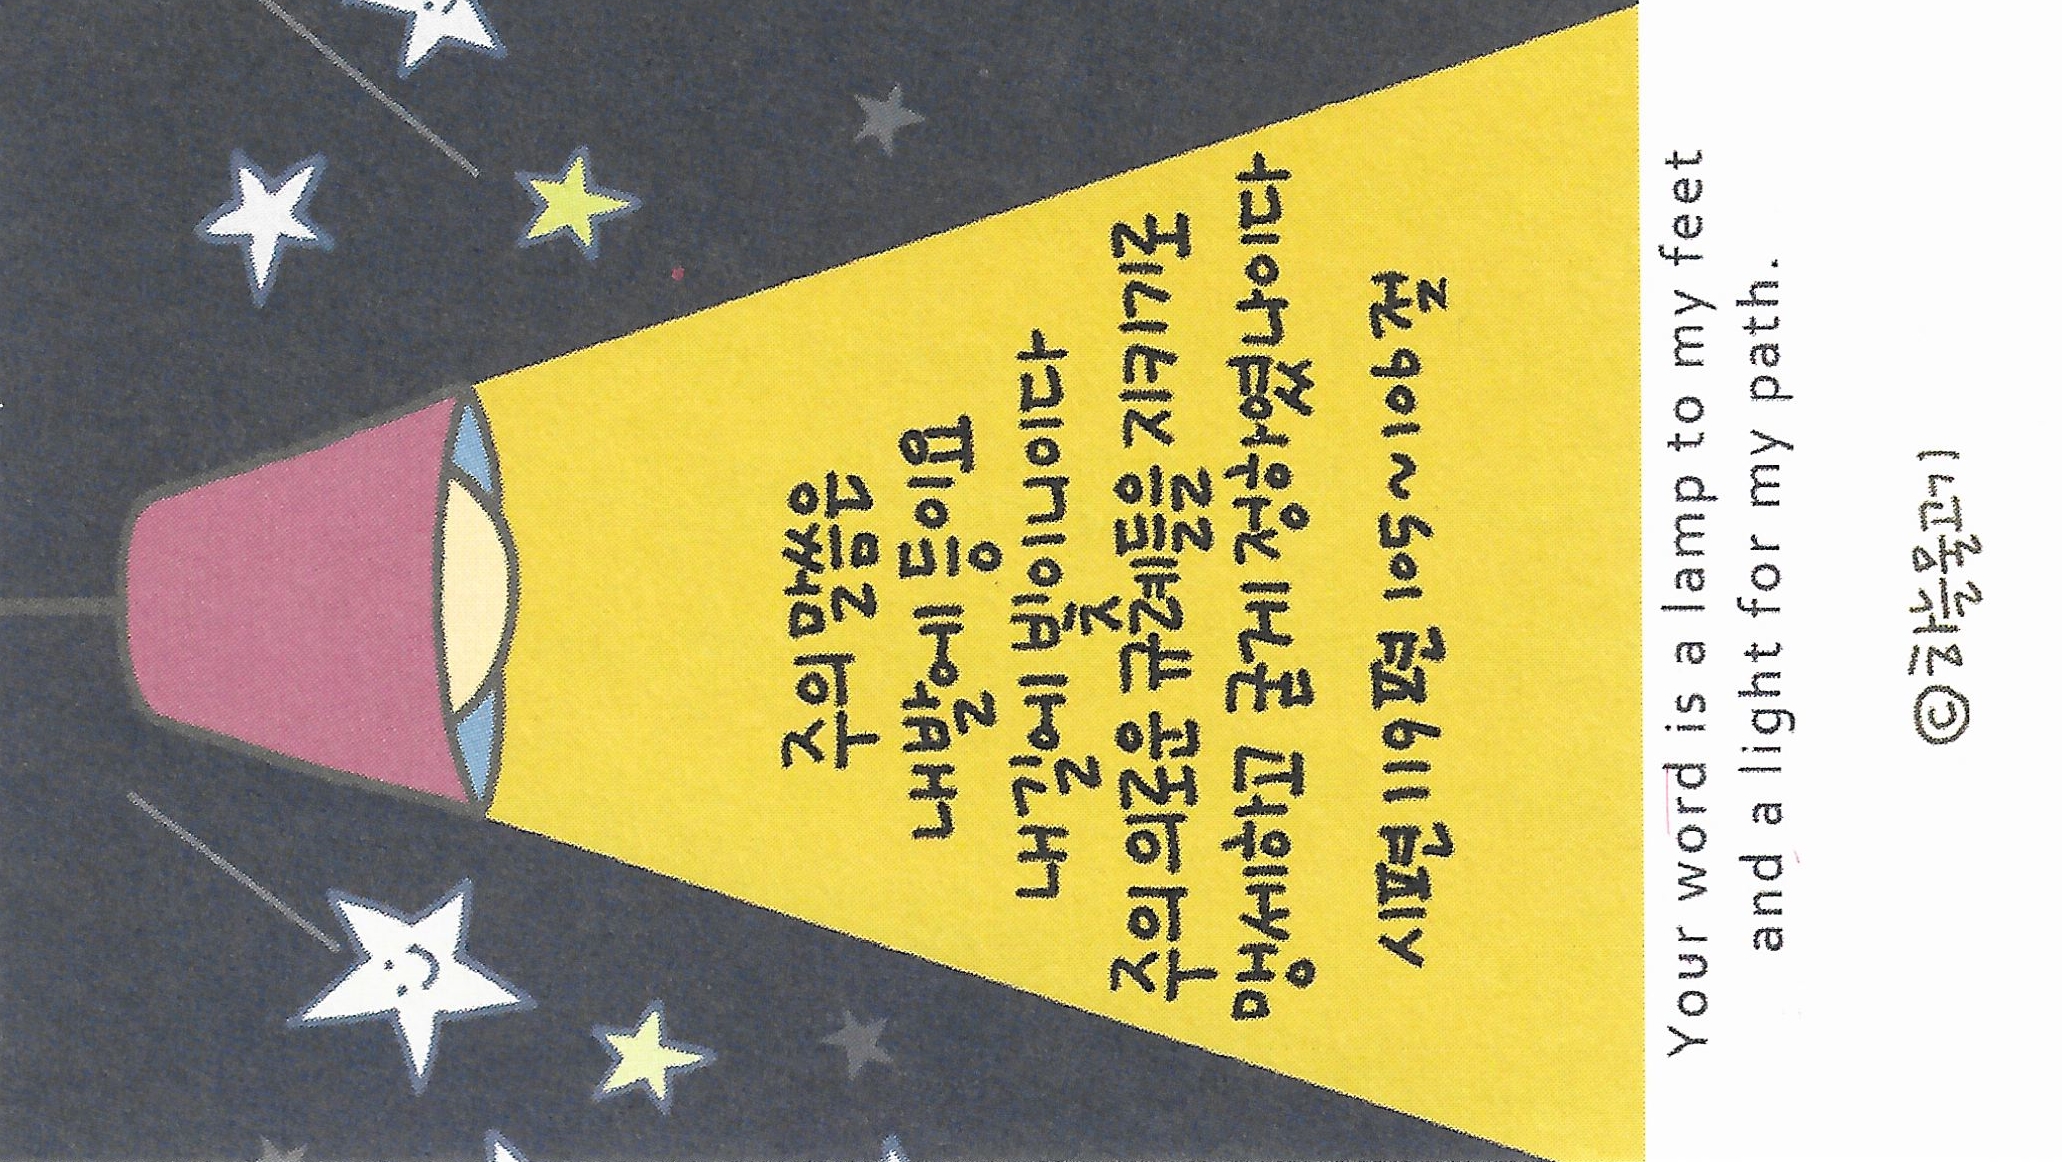 주의 말씀은
내 발에 등이요
내 길에 빛이니이다
주의 의로운 규례들을 지키기로
맹세하고 굳게 정하였나이다
시편 119편 105~106절
Your word is a lamp to my feet
and a light for my path.
©하늘물고기